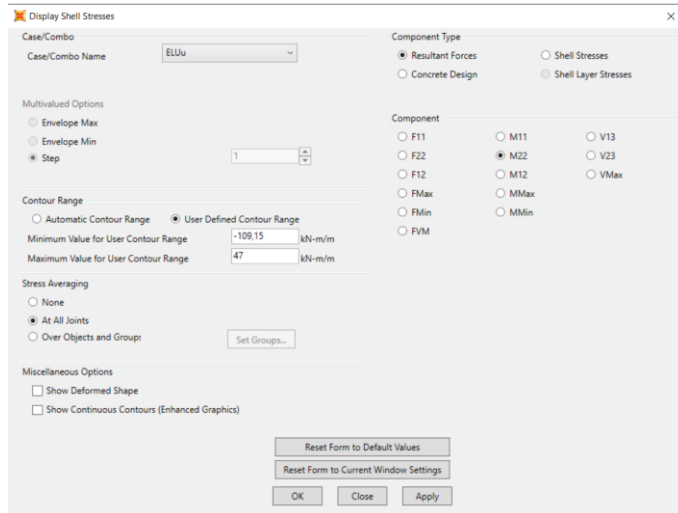 Display Shell Stresses
Case/Combo
Case/Combo Name
ELUu
Multivalued Options
Envelope Max
Envelope Min
Step
1
Contour Range
Automatic Contour Range
User Defined Contour Range
Minimum Value for User Contour Range
-109,15
kN-m/m
Maximum Value for User Contour Range
47
kN-m/m
Stress Averaging
None
At All Joints
Over Objects and Groups
Set Groups...
Miscellaneous Options
Show Deformed Shape
Show Continuous Contours (Enhanced Graphics)
Component Type
Resultant Forces
Shell Stresses
Concrete Design
Shell Layer Stresses
Component
F11 M11 V13
F22 M22 V23
F12 M12 VMax
FMax MMax
FMin MMin
FVM
Reset Form to Default Values
Reset Form to Current Window Settings
OK Close Apply